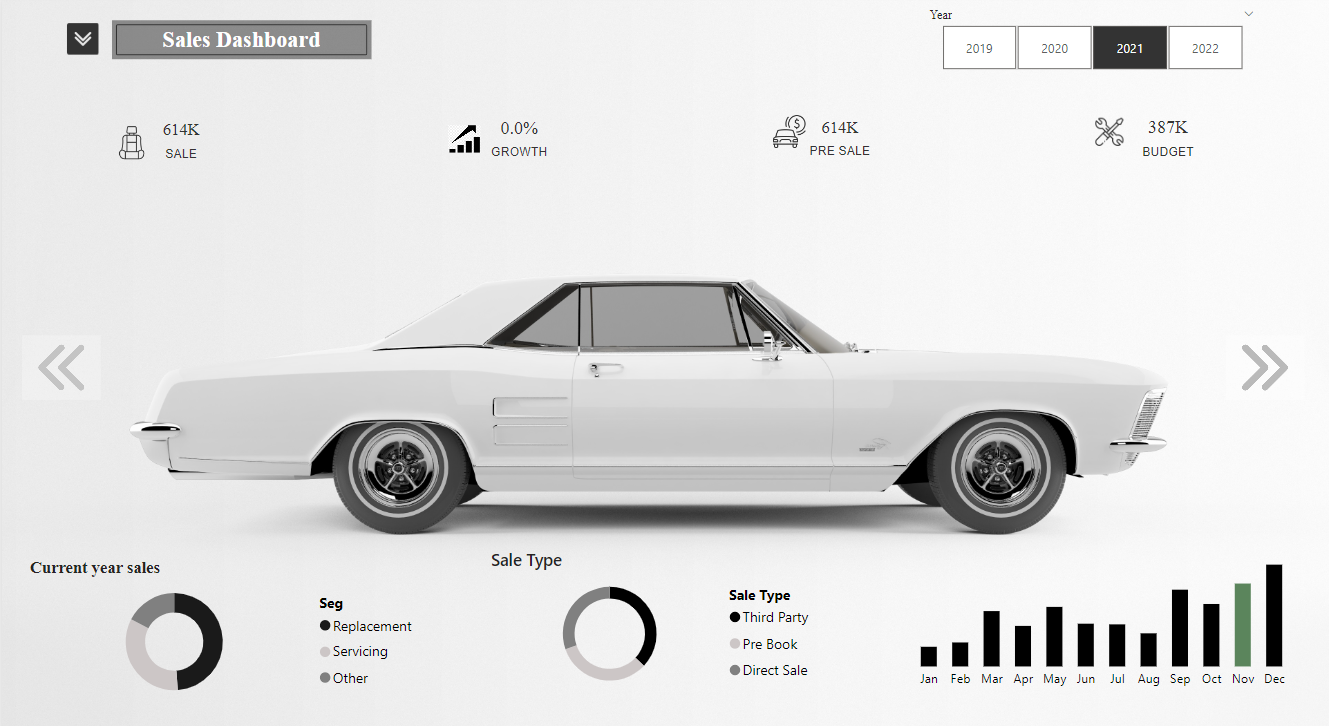 Sales Dashboard
Year
2019
2020
2021
2022
614K
SALE
0.0%
GROWTH
614K
PRE SALE
387K
BUDGET
Current year sales
Seg
Replacement
Servicing
Other
Sale Type
Sale Type
Third Party
Pre Book
Direct Sale
Jan Feb Mar Apr May Jun Jul Aug Sep Oct Nov Dec